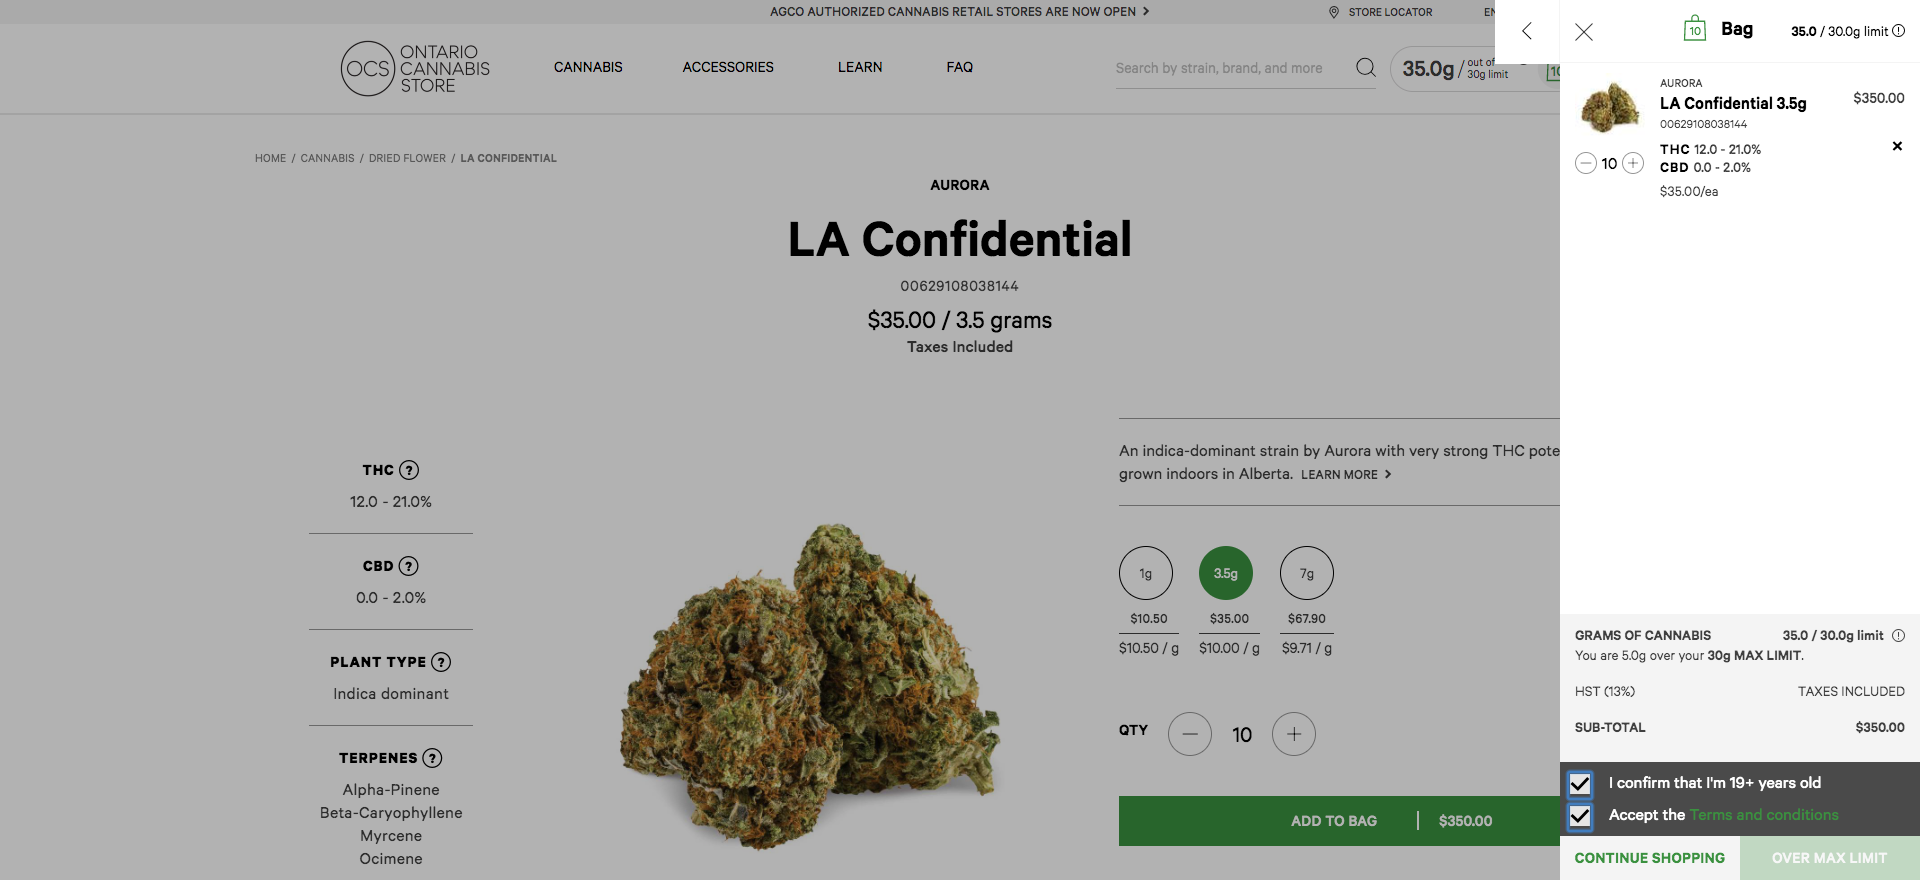 AGCO AUTHORIZED CANNABIS RETAIL STORES ARE NOW OPEN
STORE LOCATOR
OCS
ONTARIO
CANNABIS
STORE
CANNABIS
ACCESSORIES
LEARN
FAQ
Search by strain, brand, and more
35.0g / out of 30g limit
HOME / CANNABIS / DRIED FLOWER / LA CONFIDENTIAL
AURORA
LA Confidential
00629108038144
$35.00 / 3.5 grams
Taxes Included
THC ?
12.0 - 21.0%
CBD ?
0.0 - 2.0%
PLANT TYPE ?
Indica dominant
TERPENES ?
Alpha-Pinene
Beta-Caryophyllene
Myrcene
Ocimene
An indica-dominant strain by Aurora with very strong THC pote
grown indoors in Alberta. LEARN MORE
1g 3.5g 7g
$10.50 $35.00 $67.90
$10.50 / g $10.00 / g $9.71 / g
QTY 10
ADD TO BAG | $350.00
10 Bag 35.0 / 30.0g limit
AURORA
LA Confidential 3.5g $350.00
00629108038144
THC 12.0 - 21.0%
10
CBD 0.0 - 2.0%
$35.00/ea
GRAMS OF CANNABIS 35.0 / 30.0g limit
You are 5.0g over your 30g MAX LIMIT.
HST (13%) TAXES INCLUDED
SUB-TOTAL $350.00
I confirm that I'm 19+ years old
Accept the Terms and conditions
CONTINUE SHOPPING OVER MAX LIMIT